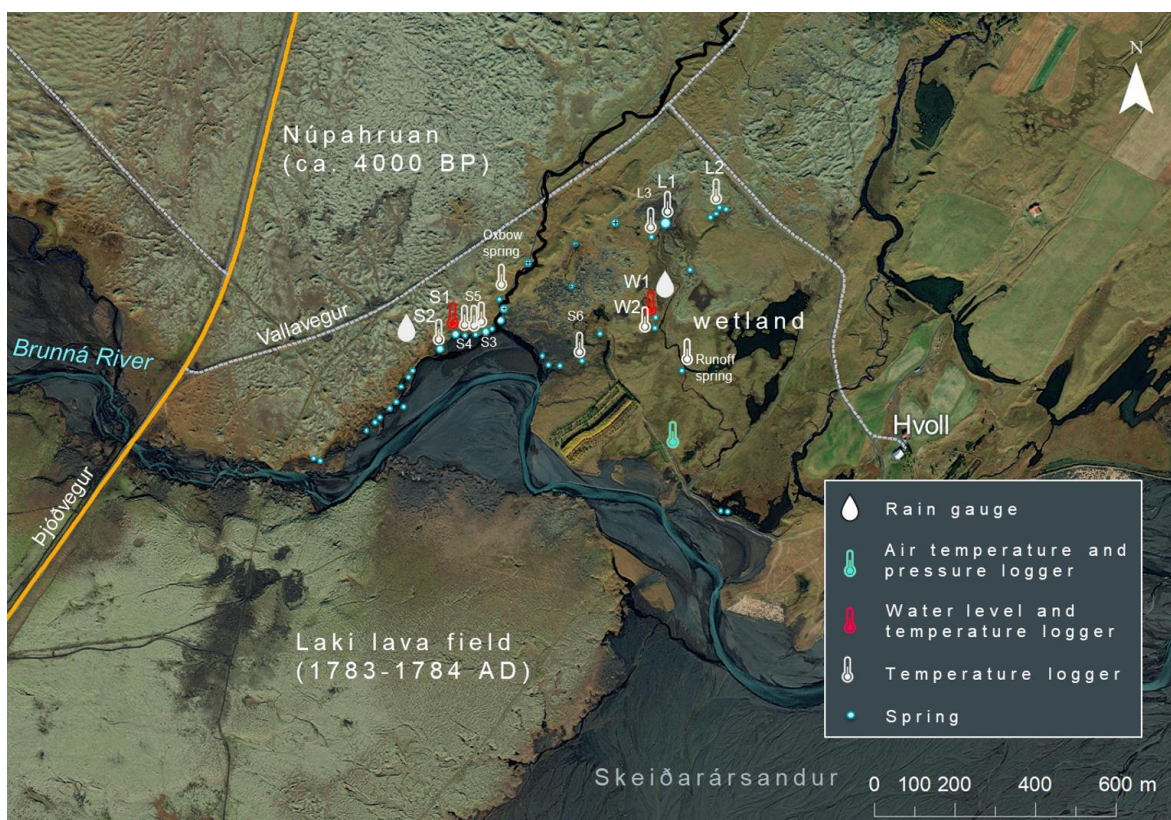 N
Núpahruan
(ca. 4000 BP)
L2
L3
L1
Oxbow
spring
Vallavegur
S1
S5
S2
S4
S3
W1
W2
S6
wetland
Runoff
spring
Brunná River
Hvoll
Þjóðvegur
Rain gauge
Air temperature and
pressure logger
Water level and
temperature logger
Temperature logger
Spring
Laki lava field
(1783-1784 AD)
Skeiðarársandur
0 100 200 600 m